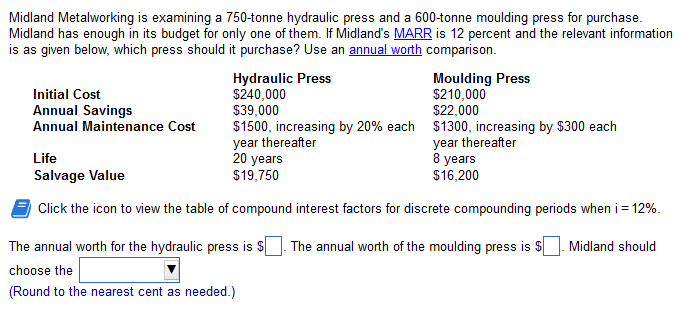 Midland Metalworking is examining a 750-tonne hydraulic press and a 600-tonne moulding press for purchase.
Midland has enough in its budget for only one of them. If Midland's MARR is 12 percent and the relevant information
is as given below, which press should it purchase? Use an annual worth comparison.
Hydraulic Press Moulding Press
Initial Cost $240,000 $210,000
Annual Savings $39,000 $22,000
Annual Maintenance Cost $1500, increasing by 20% each $1300, increasing by $300 each
year thereafter year thereafter
Life 20 years 8 years
Salvage Value $19,750 $16,200
Click the icon to view the table of compound interest factors for discrete compounding periods when i = 12%.
The annual worth for the hydraulic press is $ . The annual worth of the moulding press is $ . Midland should
choose the
(Round to the nearest cent as needed.)